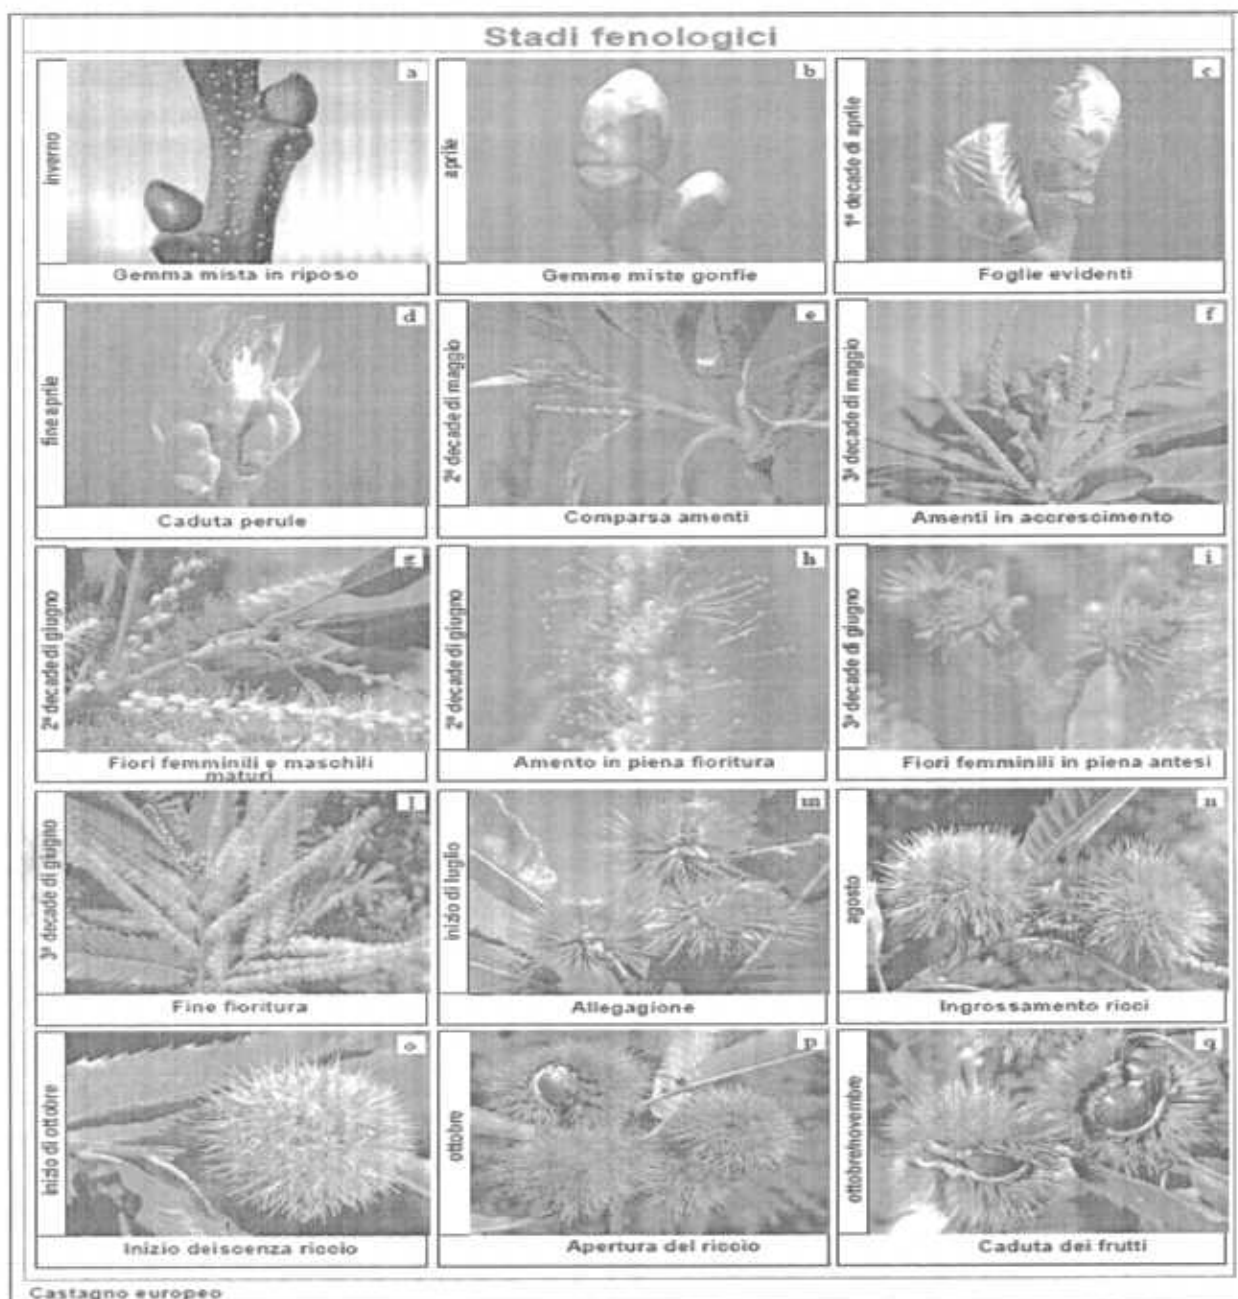 Stadi fenologici
inverno
a
Gemma mista in riposo
aprile
b
Gemme miste gonfie
1ª decade di aprile
c
Foglie evidenti
fine aprile
d
Caduta perule
2ª decade di maggio
e
Comparsa amenti
3ª decade di maggio
f
Amenti in accrescimento
2ª decade di giugno
g
Fiori femminili e maschili
maturi
2ª decade di giugno
h
Amento in piena fioritura
3ª decade di giugno
i
Fiori femminili in piena antesi
3ª decade di giugno
l
Fine fioritura
inizio di luglio
m
Allegagione
agosto
n
Ingrossamento ricci
inizio di ottobre
o
Inizio deiscenza riccio
ottobre
p
Apertura del riccio
ottobre/novembre
q
Caduta dei frutti
Castagno europeo